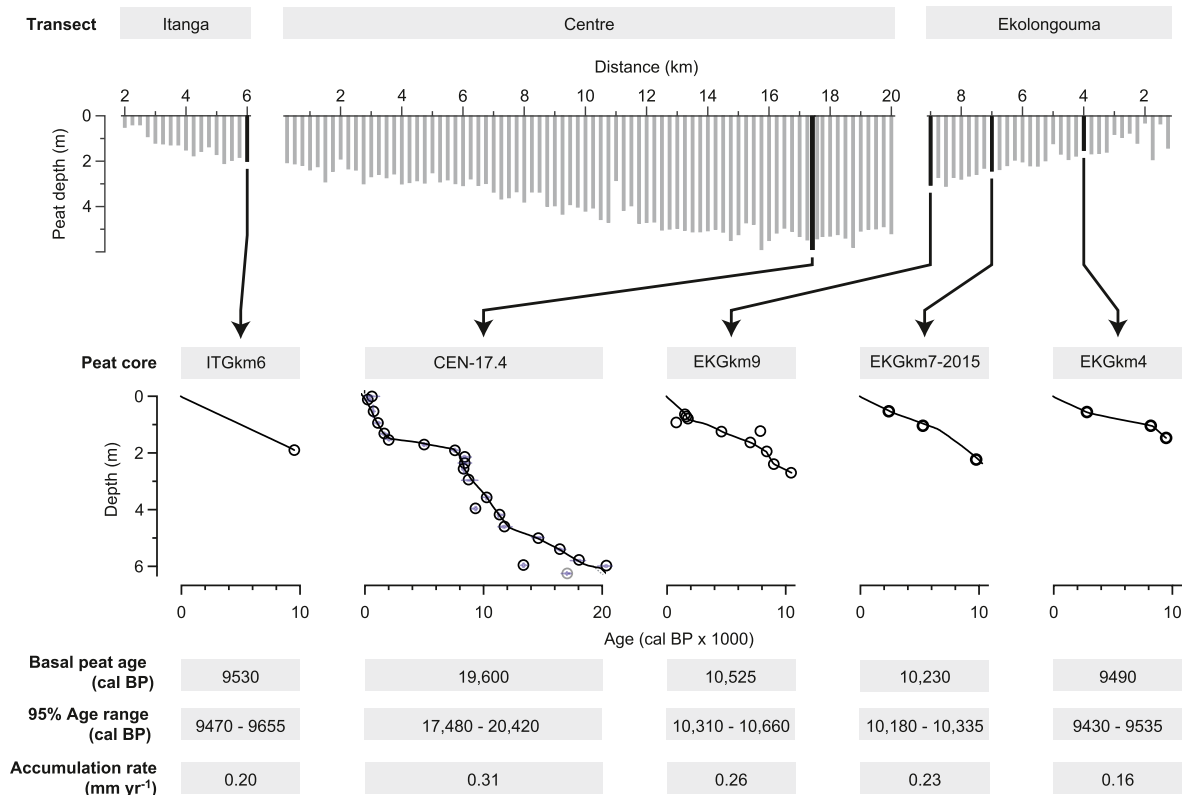 Transect Itanga Centre Ekolongouma
Distance (km)
2 4 6 2 4 6 8 10 12 14 16 18 20 8 6 4 2
Peat depth (m)
0
2
4
Peat core ITGkm6 CEN-17.4 EKGkm9 EKGkm7-2015 EKGkm4
Depth (m)
0
2
4
6
0 10 0 10 20 0 10 0 10 0 10
Age (cal BP x 1000)
Basal peat age
(cal BP)
9530 19,600 10,525 10,230 9490
95% Age range
(cal BP)
9470 - 9655 17,480 - 20,420 10,310 - 10,660 10,180 - 10,335 9430 - 9535
Accumulation rate
(mm yr⁻¹)
0.20 0.31 0.26 0.23 0.16